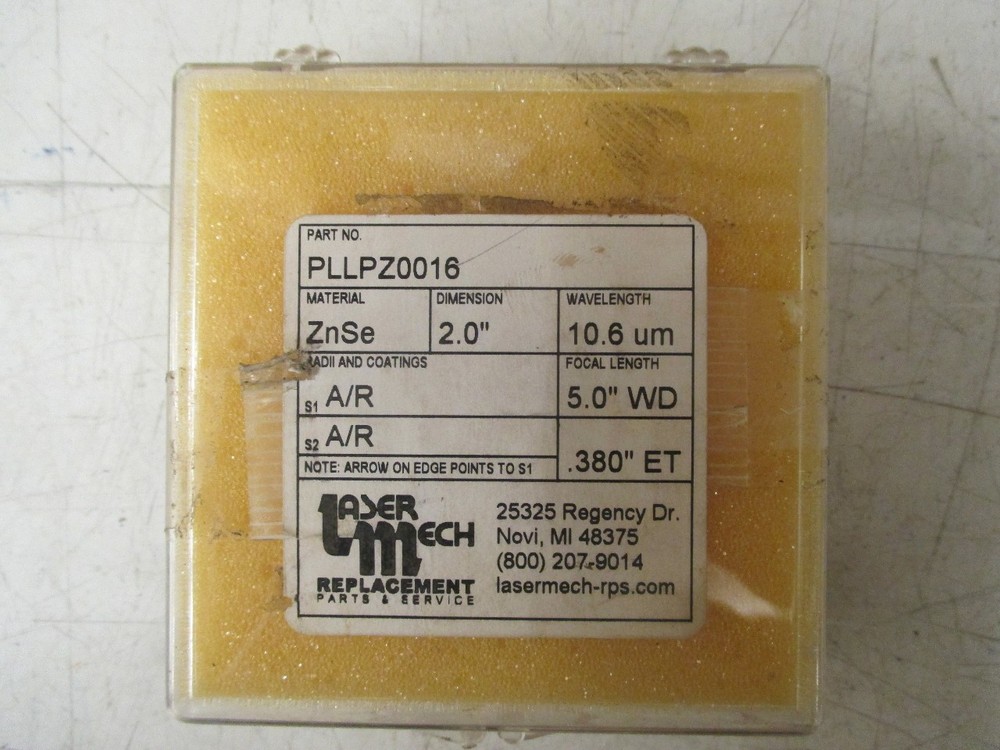 PART NO.
PLLPZ0016
MATERIAL DIMENSION WAVELENGTH
ZnSe 2.0" 10.6 um
RADII AND COATINGS FOCAL LENGTH
S1 A/R 5.0" WD
S2 A/R
.380" ET
NOTE: ARROW ON EDGE POINTS TO S1
LASER MECH
REPLACEMENT
PARTS & SERVICE
25325 Regency Dr.
Novi, MI 48375
(800) 207-9014
lasermech-rps.com